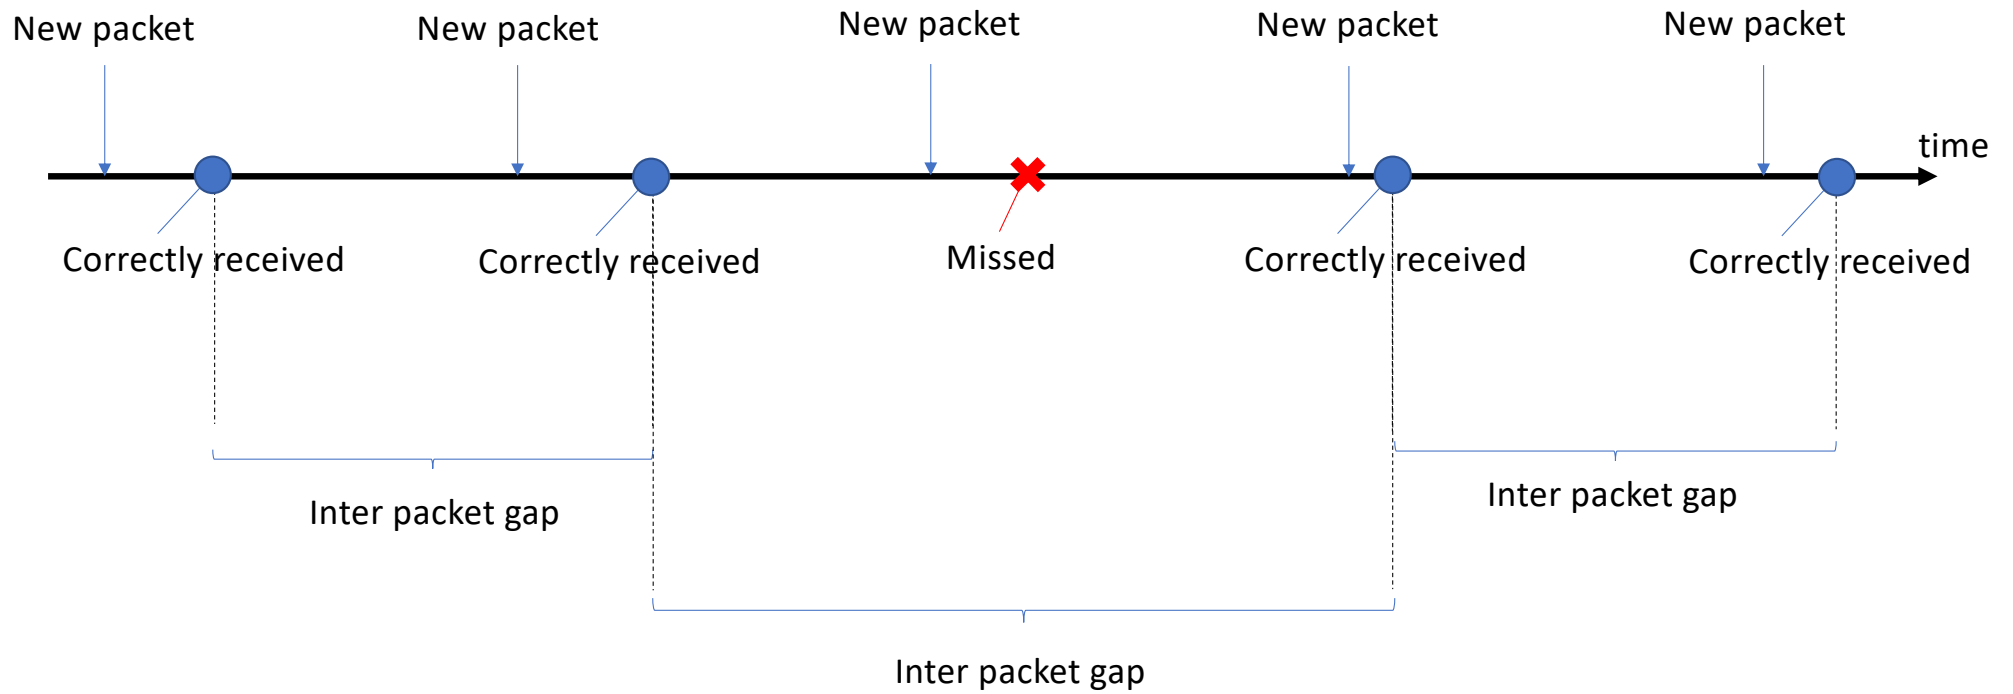 New packet
New packet
New packet
New packet
New packet
time
Correctly received
Correctly received
Missed
Correctly received
Correctly received
Inter packet gap
Inter packet gap
Inter packet gap